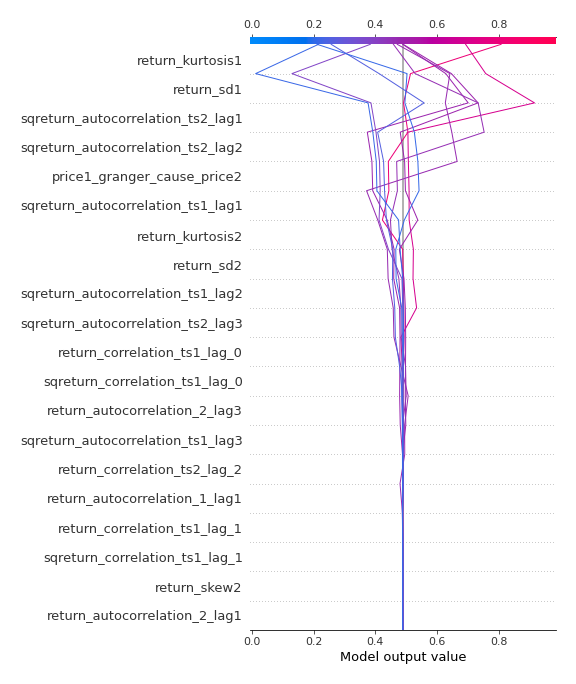 0.0 0.2 0.4 0.6 0.8
return_kurtosis1
return_sd1
sqreturn_autocorrelation_ts2_lag1
sqreturn_autocorrelation_ts2_lag2
price1_granger_cause_price2
sqreturn_autocorrelation_ts1_lag1
return_kurtosis2
return_sd2
sqreturn_autocorrelation_ts1_lag2
sqreturn_autocorrelation_ts2_lag3
return_correlation_ts1_lag_0
sqreturn_correlation_ts1_lag_0
return_autocorrelation_2_lag3
sqreturn_autocorrelation_ts1_lag3
return_correlation_ts2_lag_2
return_autocorrelation_1_lag1
return_correlation_ts1_lag_1
sqreturn_correlation_ts1_lag_1
return_skew2
return_autocorrelation_2_lag1
0.0 0.2 0.4 0.6 0.8
Model output value